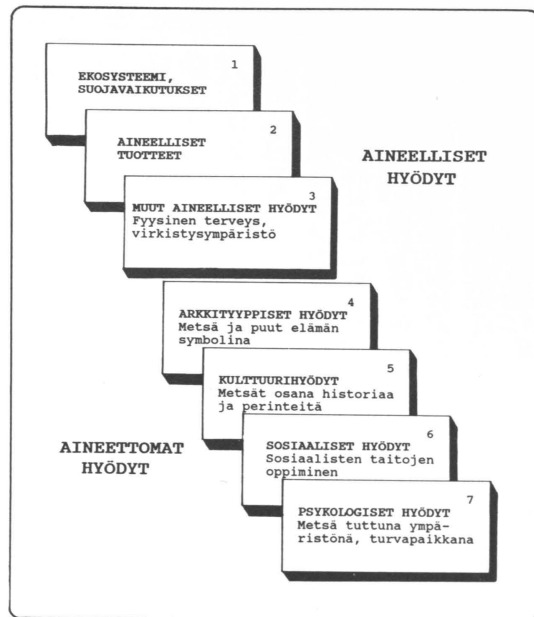 1
EKOSYSTEEMI,
SUOJAVAIKUTUKSET
2
AINEELLISET
TUOTTEET
AINEELLISET
HYÖDYT
3
MUUT AINEELLISET HYÖDYT
Fyysinen terveys,
virkistysympäristö
4
ARKKITYYPPISET HYÖDYT
Metsä ja puut elämän
symbolina
5
KULTTUURIHYÖDYT
Metsät osana historiaa
ja perinteitä
AINEETTOMAT
HYÖDYT
6
SOSIAALISET HYÖDYT
Sosiaalisten taitojen
oppiminen
7
PSYKOLOGISET HYÖDYT
Metsä tuttuna ympä-
ristönä, turvapaikkana